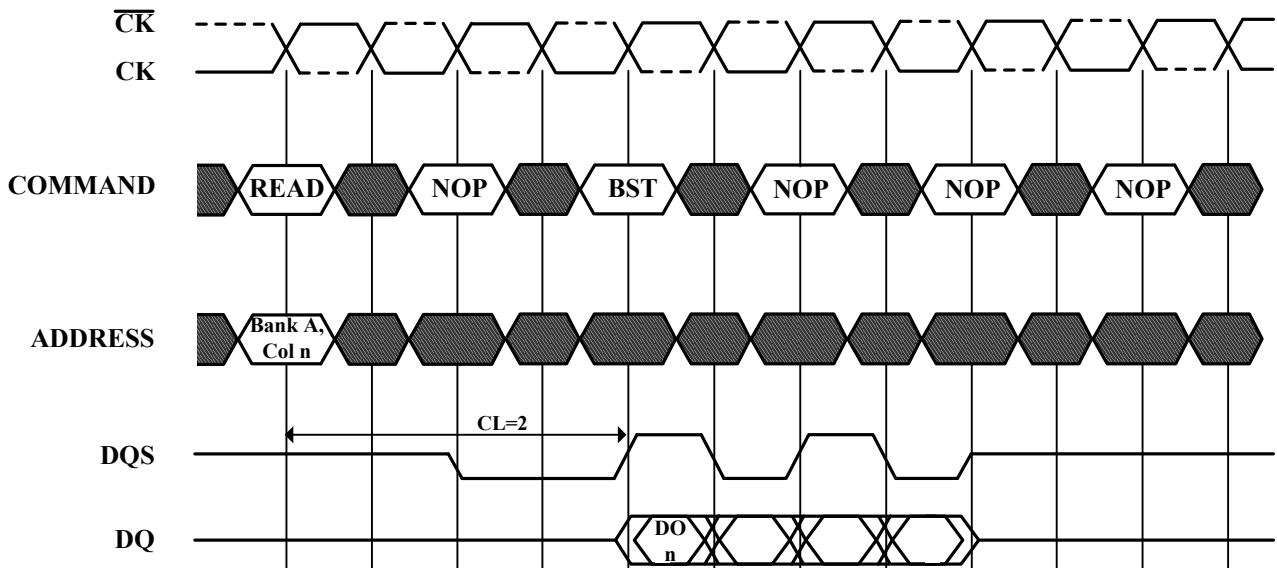 CK
CK
COMMAND READ NOP BST NOP NOP NOP
ADDRESS Bank A,
Col n
CL=2
DQS
DQ DO
n